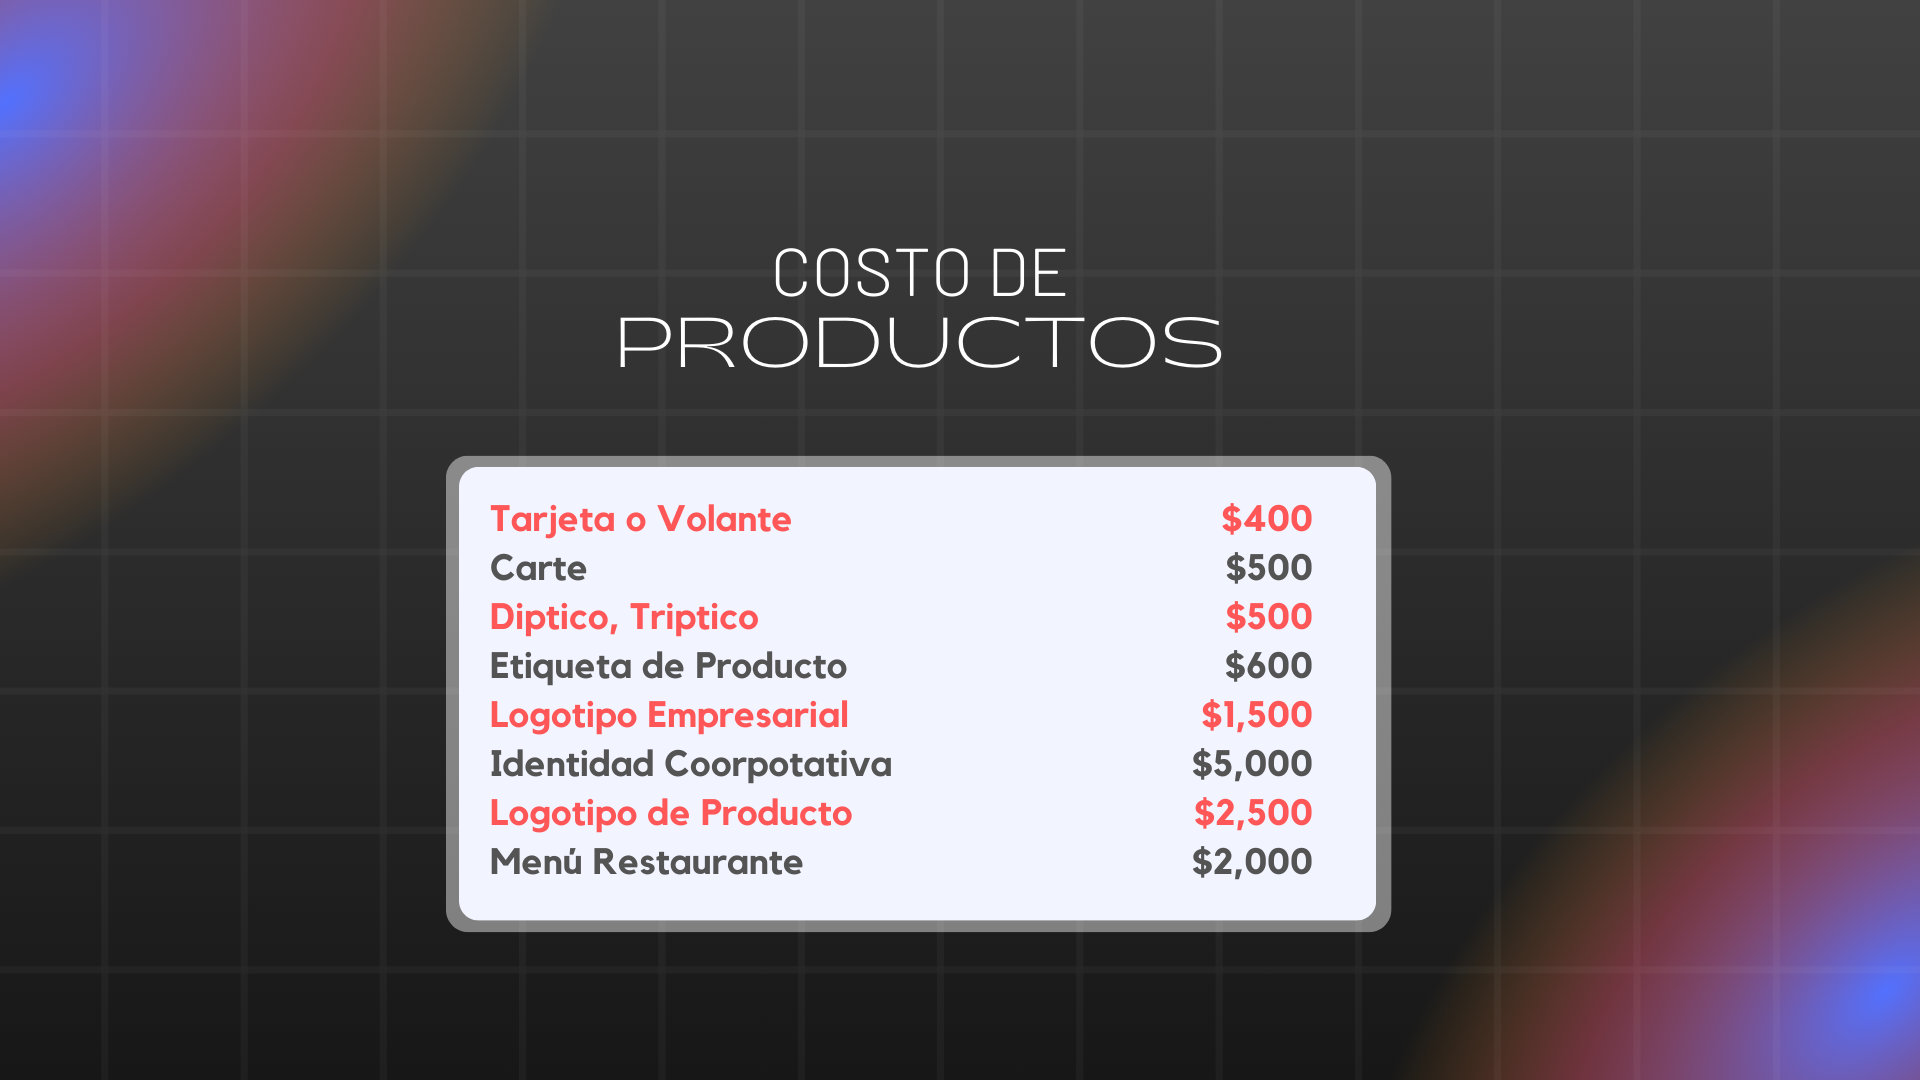 COSTO DE
PRODUCTOS
Tarjeta o Volante $400
Carte $500
Diptico, Triptico $500
Etiqueta de Producto $600
Logotipo Empresarial $1,500
Identidad Coorpotativa $5,000
Logotipo de Producto $2,500
Menú Restaurante $2,000